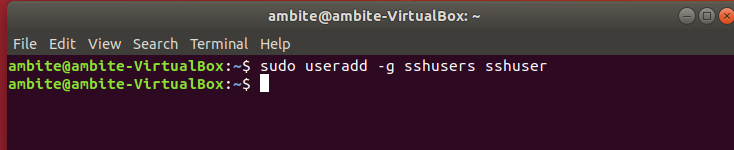 ambite@ambite-VirtualBox: ~
File Edit View Search Terminal Help
ambite@ambite-VirtualBox:~$ sudo useradd -g sshusers sshuser
ambite@ambite-VirtualBox:~$